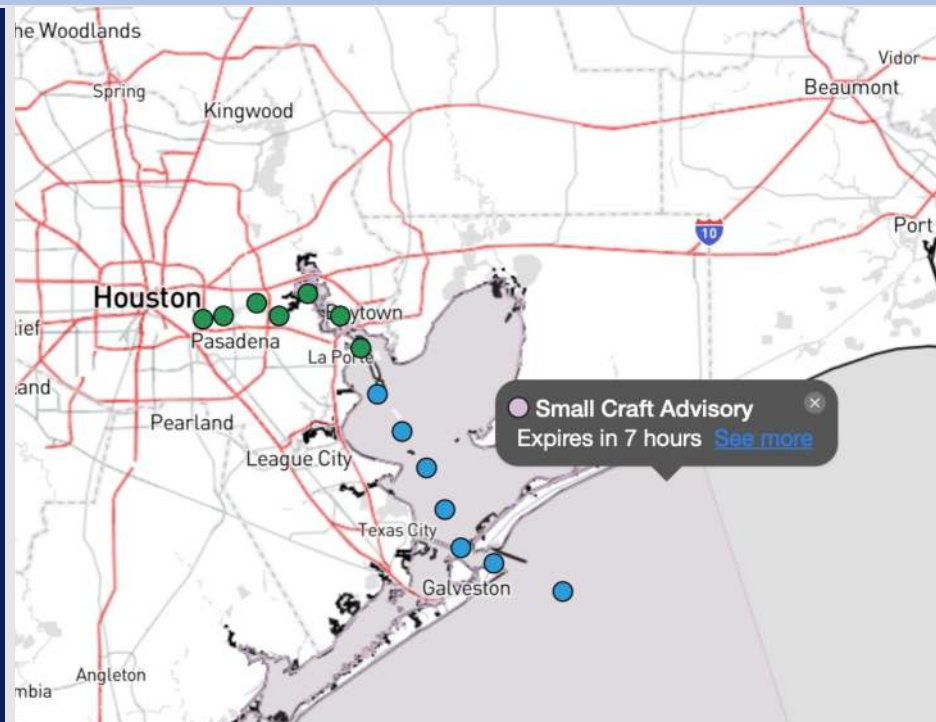 he Woodlands
Spring
Kingwood
Vidor
Beaumont
10
Port
Houston
Baytown
lief
Pasadena
La Porte
and
Small Craft Advisory
Expires in 7 hours See more
Pearland
League City
Texas City
Galveston
Angleton
mbia